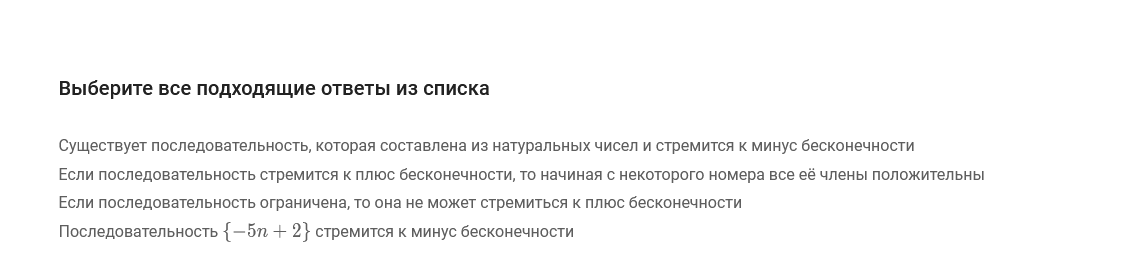 Выберите все подходящие ответы из списка
Существует последовательность, которая составлена из натуральных чисел и стремится к минус бесконечности
Если последовательность стремится к плюс бесконечности, то начиная с некоторого номера все её члены положительны
Если последовательность ограничена, то она не может стремиться к плюс бесконечности
Последовательность {−5n + 2} стремится к минус бесконечности